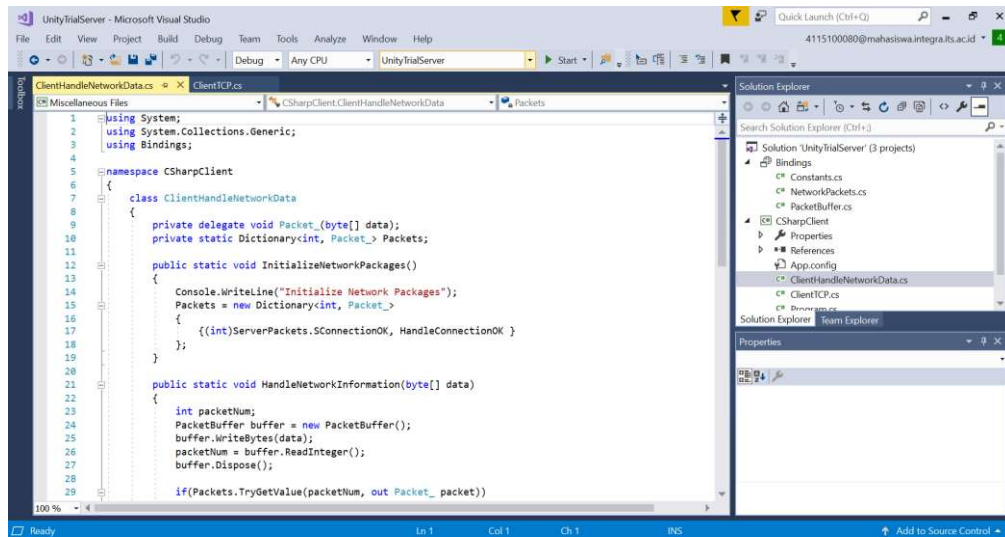 UnityTrialServer - Microsoft Visual Studio
Quick Launch (Ctrl+Q)
File Edit View Project Build Debug Team Tools Analyze Window Help
4115100080@mahasiswa.integra.its.ac.id
4
Debug Any CPU UnityTrialServer Start
Toolbox
ClientHandleNetworkData.cs ClientTCP.cs
Miscellaneous Files CSharpClient.ClientHandleNetworkData Packets
1 using System;
2 using System.Collections.Generic;
3 using Bindings;
4
5 namespace CSharpClient
6 {
7 class ClientHandleNetworkData
8 {
9 private delegate void Packet_(byte[] data);
10 private static Dictionary<int, Packet_> Packets;
11
12 public static void InitializeNetworkPackages()
13 {
14 Console.WriteLine("Initialize Network Packages");
15 Packets = new Dictionary<int, Packet_>
16 {
17 {(int)ServerPackets.SConnectionOK, HandleConnectionOK }
18 };
19 }
20
21 public static void HandleNetworkInformation(byte[] data)
22 {
23 int packetNum;
24 PacketBuffer buffer = new PacketBuffer();
25 buffer.WriteBytes(data);
26 packetNum = buffer.ReadInteger();
27 buffer.Dispose();
28
29 if(Packets.TryGetValue(packetNum, out Packet_ packet))
100 %
Solution Explorer
Search Solution Explorer (Ctrl+;)
Solution 'UnityTrialServer' (3 projects)
Bindings
C# Constants.cs
C# NetworkPackets.cs
C# PacketBuffer.cs
C# CSharpClient
Properties
References
App.config
C# ClientHandleNetworkData.cs
C# ClientTCP.cs
C# Program.cs
Solution Explorer Team Explorer
Properties
Ready Ln 1 Col 1 Ch 1 INS Add to Source Control